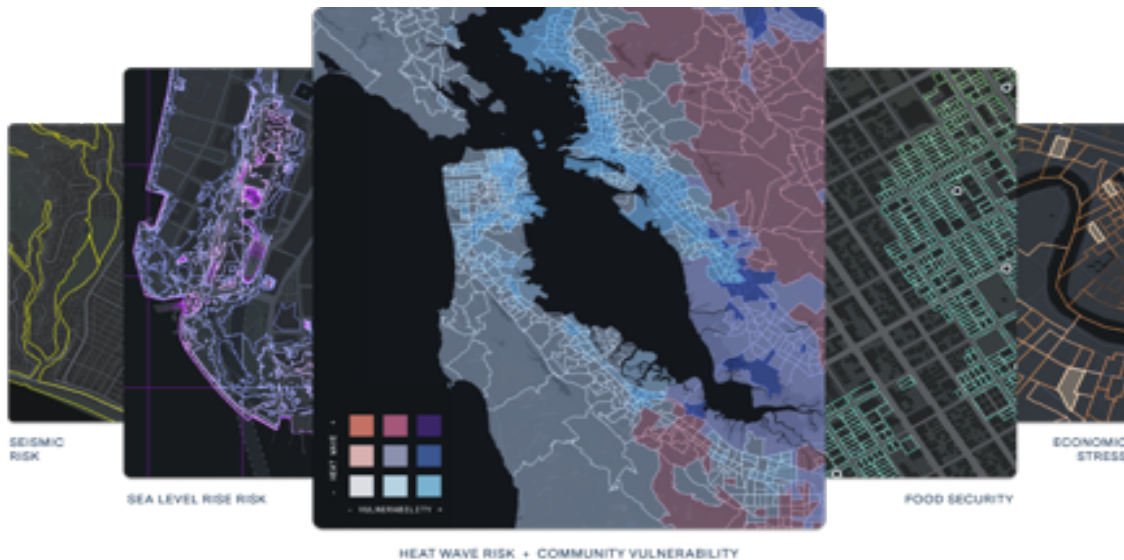 SEISMIC
RISK
SEA LEVEL RISE RISK
- HEAT WAVE +
- VULNERABILITY +
HEAT WAVE RISK + COMMUNITY VULNERABILITY
FOOD SECURITY
ECONOMIC
STRESS